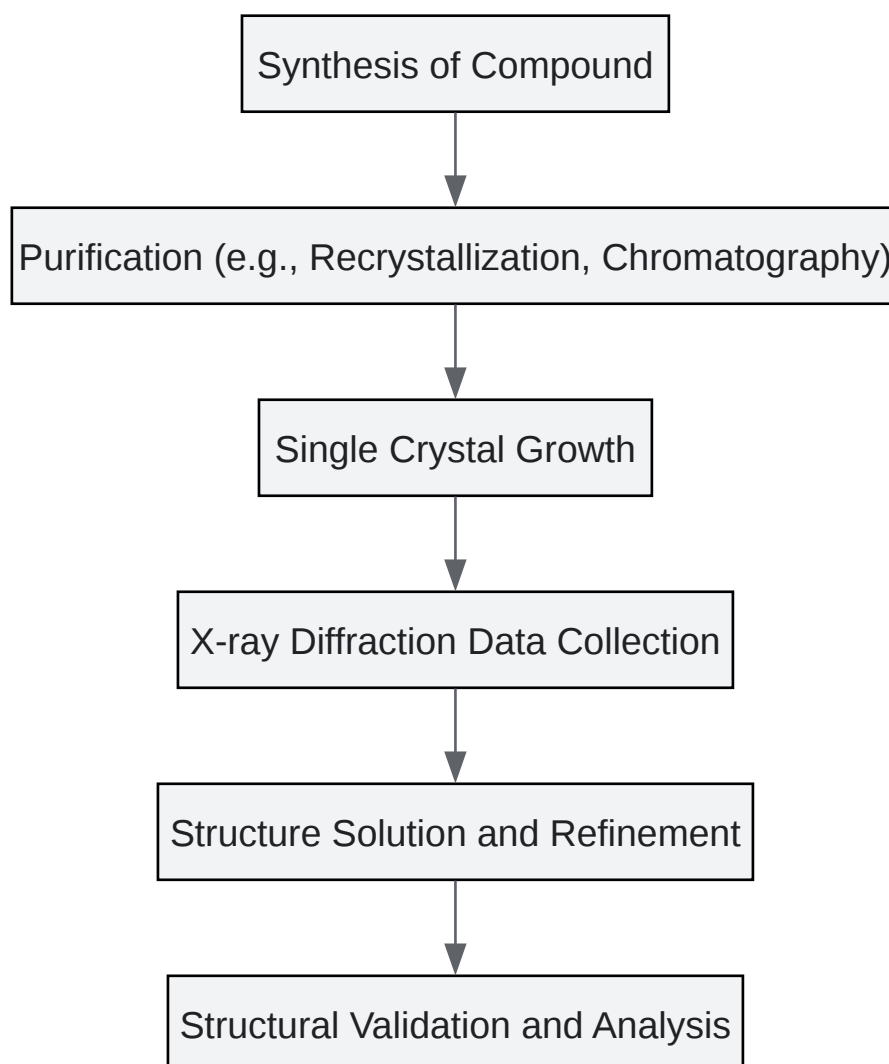 Synthesis of Compound
Purification (e.g., Recrystallization, Chromatography)
Single Crystal Growth
X-ray Diffraction Data Collection
Structure Solution and Refinement
Structural Validation and Analysis